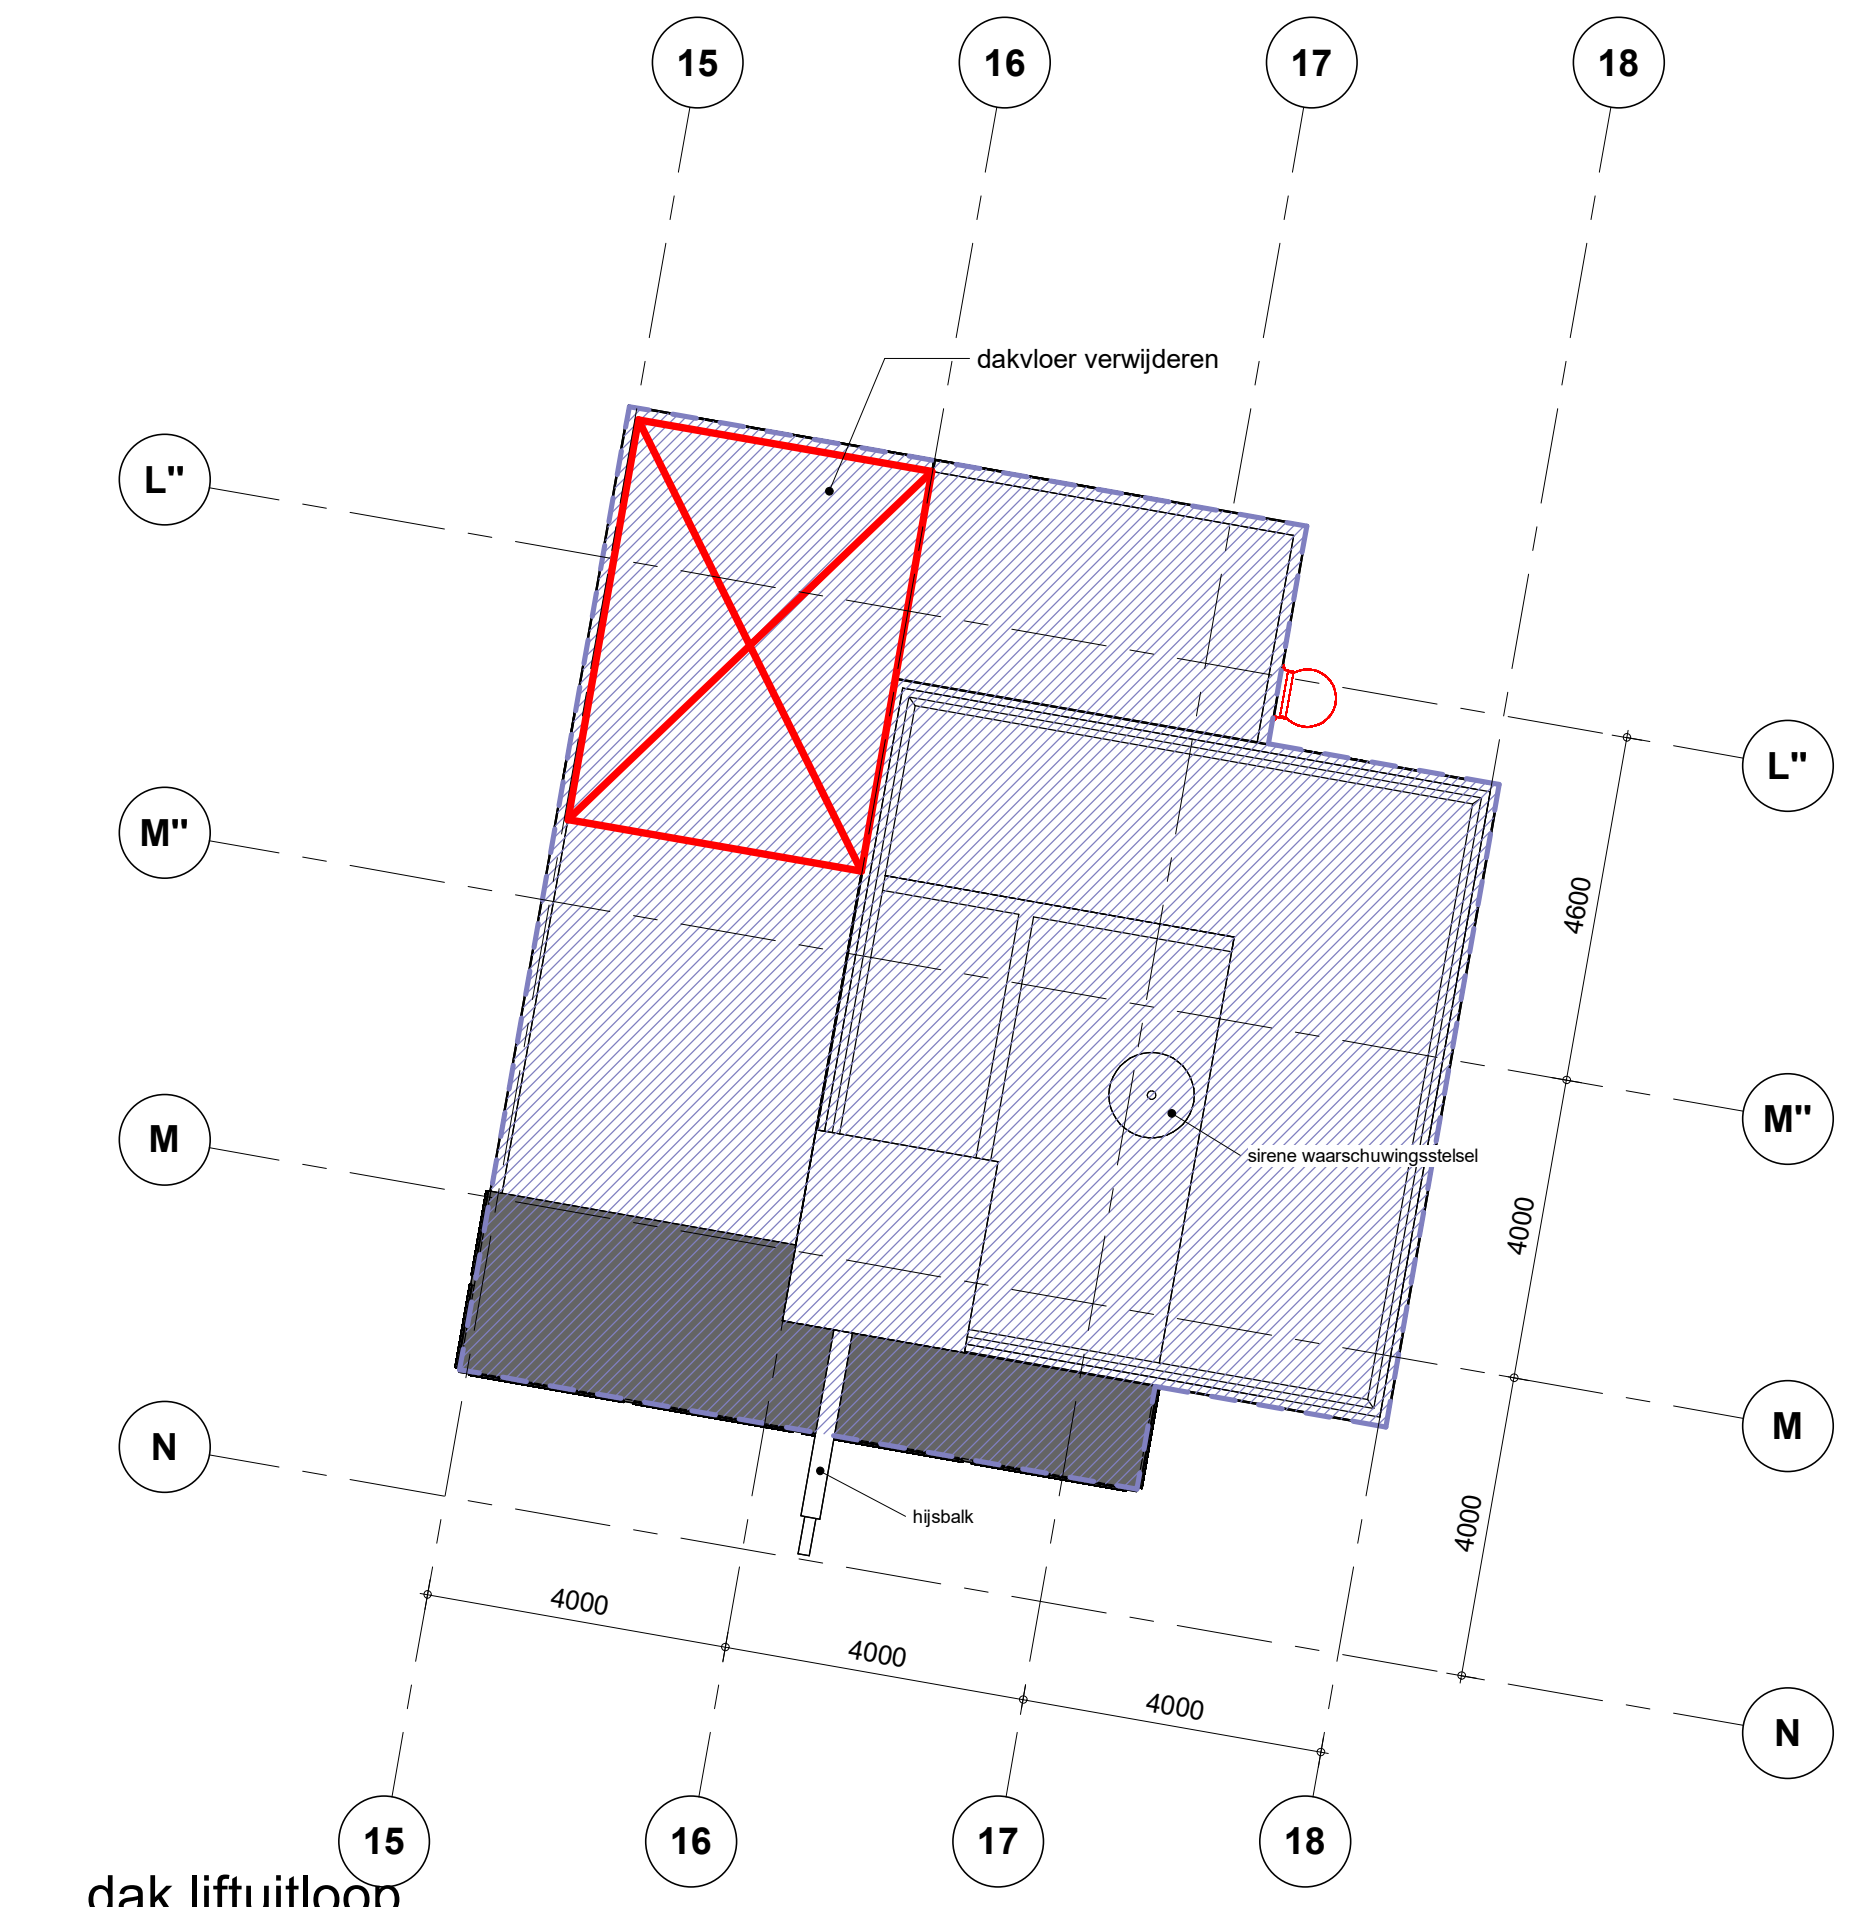 15
16
17
18
dakvloer verwijderen
L"
L"
M"
4600
M"
M
sirene waarschuwingsstelsel
4000
M
N
hijsbalk
4000
4000
4000
4000
N
15
16
17
18
dak liftuitloop